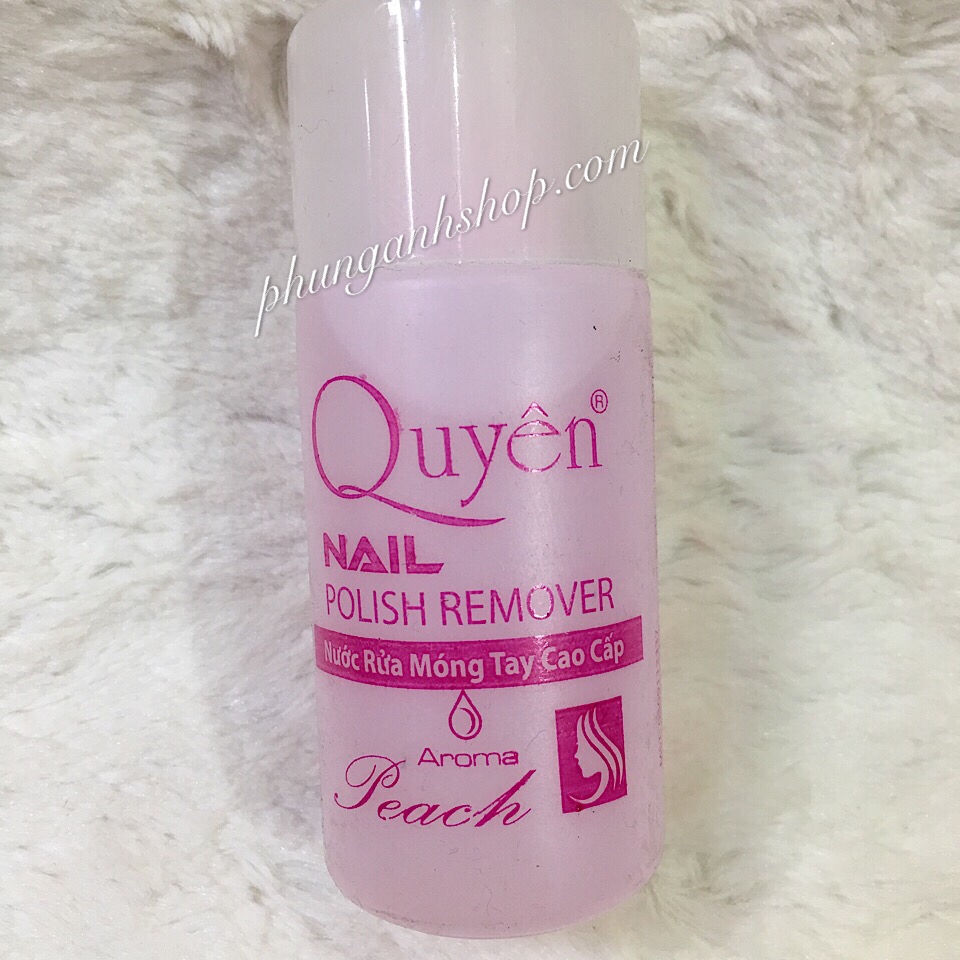 phunganhshop.com
Quyên®
NAIL
POLISH REMOVER
Nước Rửa Móng Tay Cao Cấp
Aroma
Peach